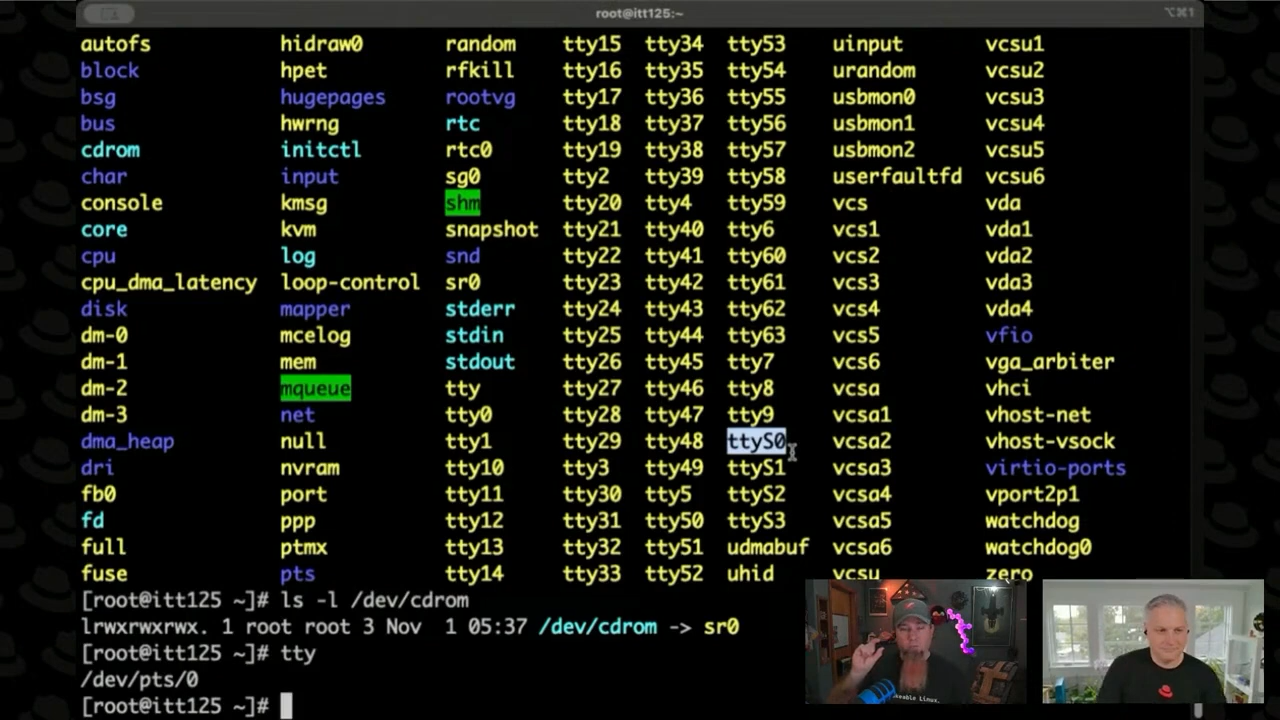 root@itt125:~ ⌥⌘1
autofs hidraw0 random tty15 tty34 tty53 uinput vcsu1
block hpet rfkill tty16 tty35 tty54 urandom vcsu2
bsg hugepages rootvg tty17 tty36 tty55 usbmon0 vcsu3
bus hwrng rtc tty18 tty37 tty56 usbmon1 vcsu4
cdrom initctl rtc0 tty19 tty38 tty57 usbmon2 vcsu5
char input sg0 tty2 tty39 tty58 userfaultfd vcsu6
console kmsg shm tty20 tty4 tty59 vcs vda
core kvm snapshot tty21 tty40 tty6 vcs1 vda1
cpu log snd tty22 tty41 tty60 vcs2 vda2
cpu_dma_latency loop-control sr0 tty23 tty42 tty61 vcs3 vda3
disk mapper stderr tty24 tty43 tty62 vcs4 vda4
dm-0 mcelog stdin tty25 tty44 tty63 vcs5 vfio
dm-1 mem stdout tty26 tty45 tty7 vcs6 vga_arbiter
dm-2 mqueue tty tty27 tty46 tty8 vcsa vhci
dm-3 net tty0 tty28 tty47 tty9 vcsa1 vhost-net
dma_heap null tty1 tty29 tty48 ttyS0 vcsa2 vhost-vsock
dri nvram tty10 tty3 tty49 ttyS1 vcsa3 virtio-ports
fb0 port tty11 tty30 tty5 ttyS2 vcsa4 vport2p1
fd ppp tty12 tty31 tty50 ttyS3 vcsa5 watchdog
full ptmx tty13 tty32 tty51 udmabuf vcsa6 watchdog0
fuse pts tty14 tty33 tty52 uhid vcsu zero
[root@itt125 ~]# ls -l /dev/cdrom
lrwxrwxrwx. 1 root root 3 Nov  1 05:37 /dev/cdrom -> sr0
[root@itt125 ~]# tty
/dev/pts/0
[root@itt125 ~]#